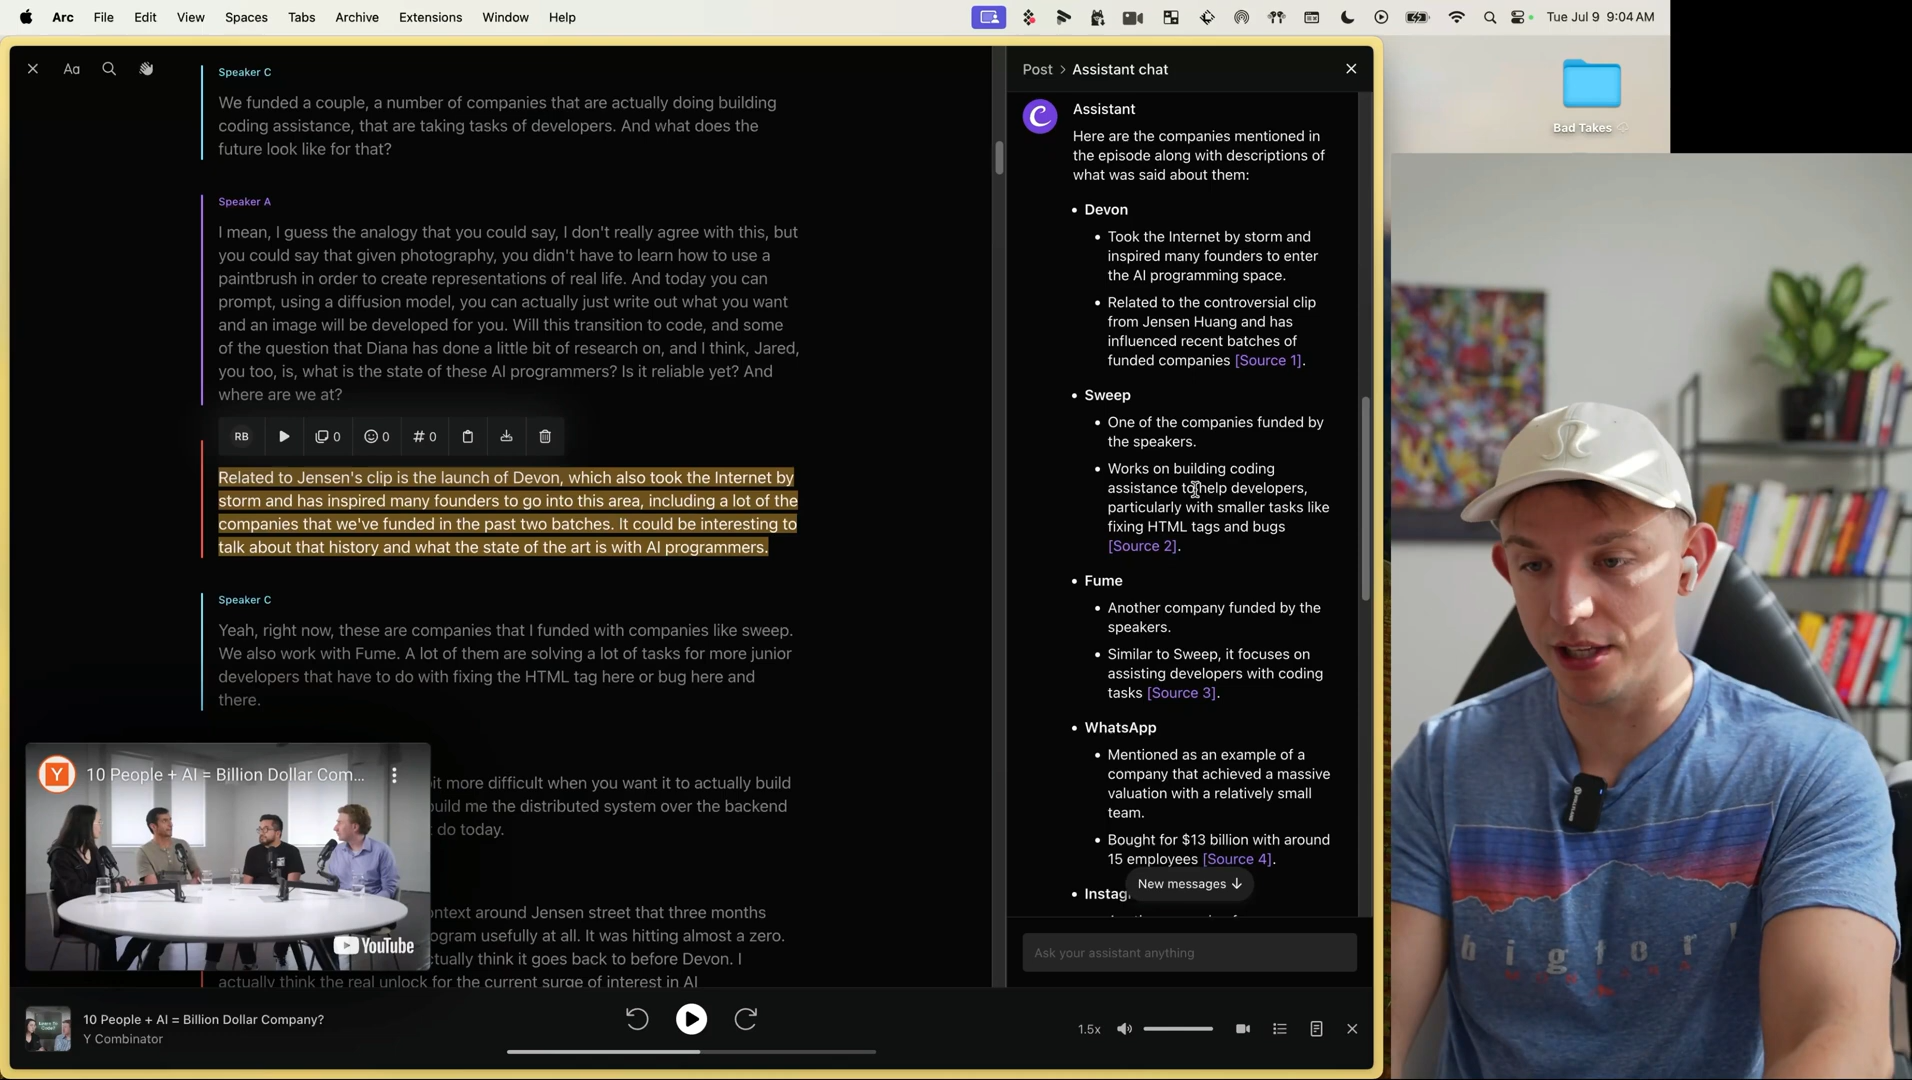 Arc File Edit View Spaces Tabs Archive Extensions Window Help
Tue Jul 9 9:04 AM
Bad Takes
Aa
Speaker C
We funded a couple, a number of companies that are actually doing building
coding assistance, that are taking tasks of developers. And what does the
future look like for that?
Speaker A
I mean, I guess the analogy that you could say, I don't really agree with this, but
you could say that given photography, you didn't have to learn how to use a
paintbrush in order to create representations of real life. And today you can
prompt, using a diffusion model, you can actually just write out what you want
and an image will be developed for you. Will this transition to code, and some
of the question that Diana has done a little bit of research on, and I think, Jared,
you too, is, what is the state of these AI programmers? Is it reliable yet? And
where are we at?
RB 0 0 # 0
Related to Jensen's clip is the launch of Devon, which also took the Internet by
storm and has inspired many founders to go into this area, including a lot of the
companies that we've funded in the past two batches. It could be interesting to
talk about that history and what the state of the art is with AI programmers.
Speaker C
Yeah, right now, these are companies that I funded with companies like sweep.
We also work with Fume. A lot of them are solving a lot of tasks for more junior
developers that have to do with fixing the HTML tag here or bug here and
there.
bit more difficult when you want it to actually build
build me the distributed system over the backend
do today.
ontext around Jensen street that three months
ogram usefully at all. It was hitting almost a zero.
ctually think it goes back to before Devon. I
actually think the real unlock for the current surge of interest in AI
Y
10 People + AI = Billion Dollar Com...
YouTube
10 People + AI = Billion Dollar Company?
Y Combinator
1.5x
Post > Assistant chat
C
Assistant
Here are the companies mentioned in
the episode along with descriptions of
what was said about them:
• Devon
• Took the Internet by storm and
inspired many founders to enter
the AI programming space.
• Related to the controversial clip
from Jensen Huang and has
influenced recent batches of
funded companies [Source 1].
• Sweep
• One of the companies funded by
the speakers.
• Works on building coding
assistance to help developers,
particularly with smaller tasks like
fixing HTML tags and bugs
[Source 2].
• Fume
• Another company funded by the
speakers.
• Similar to Sweep, it focuses on
assisting developers with coding
tasks [Source 3].
• WhatsApp
• Mentioned as an example of a
company that achieved a massive
valuation with a relatively small
team.
• Bought for $13 billion with around
15 employees [Source 4].
• Instag
New messages ↓
Ask your assistant anything
big for!